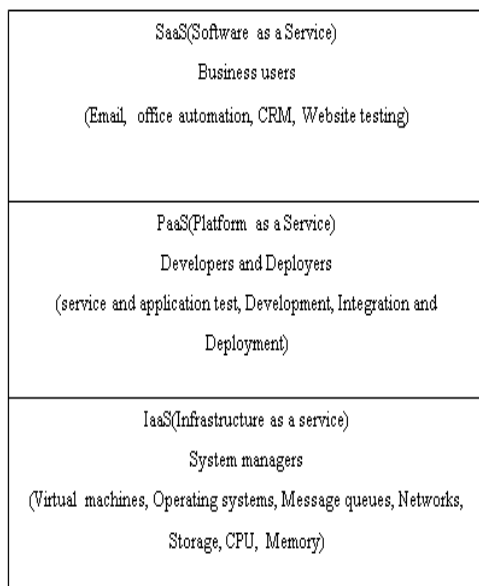 SaaS(Software as a Service)
Business users
(Email, office automation, CRM, Website testing)
PaaS(Platform as a Service)
Developers and Deployers
(service and application test, Development, Integration and
Deployment)
IaaS(Infrastructure as a service)
System managers
(Virtual machines, Operating systems, Message queues, Networks,
Storage, CPU, Memory)